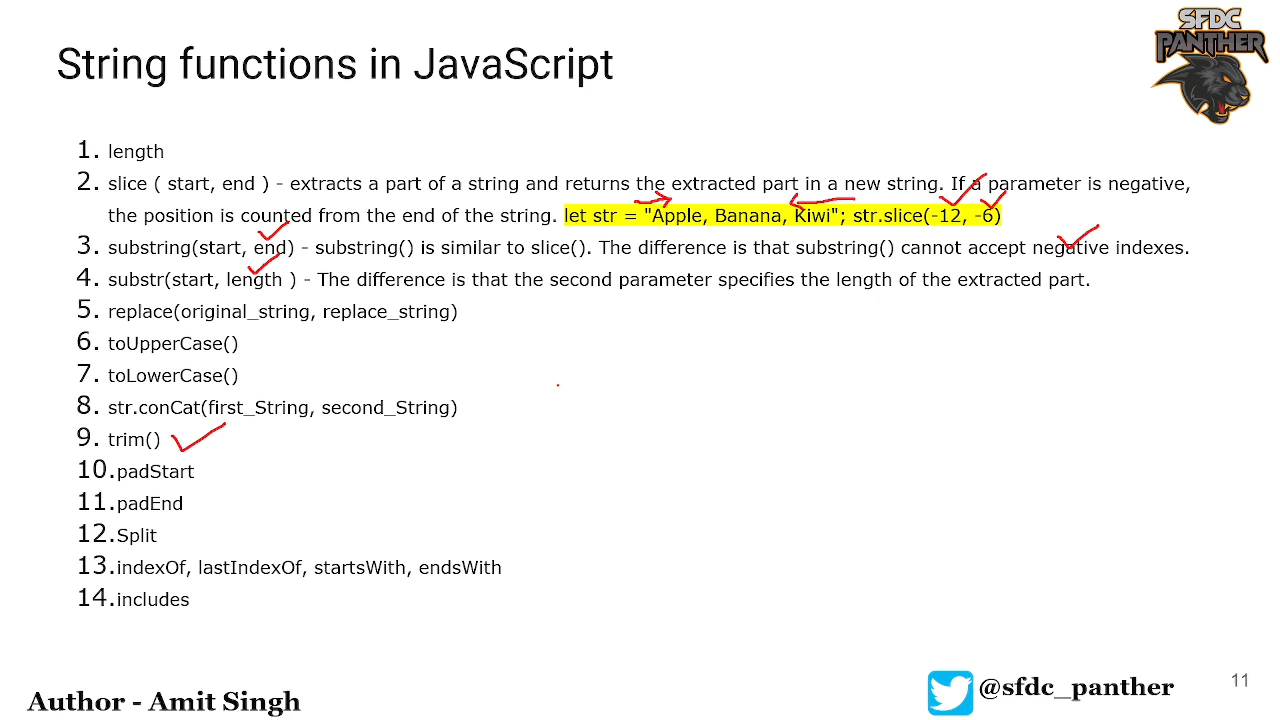 SFDC
PANTHER
String functions in JavaScript
1. length
2. slice ( start, end ) - extracts a part of a string and returns the extracted part in a new string. If a parameter is negative,
the position is counted from the end of the string. let str = "Apple, Banana, Kiwi"; str.slice(-12, -6)
3. substring(start, end) - substring() is similar to slice(). The difference is that substring() cannot accept negative indexes.
4. substr(start, length ) - The difference is that the second parameter specifies the length of the extracted part.
5. replace(original_string, replace_string)
6. toUpperCase()
7. toLowerCase()
8. str.conCat(first_String, second_String)
9. trim()
10.padStart
11.padEnd
12.Split
13.indexOf, lastIndexOf, startsWith, endsWith
14.includes
Author - Amit Singh
@sfdc_panther
11